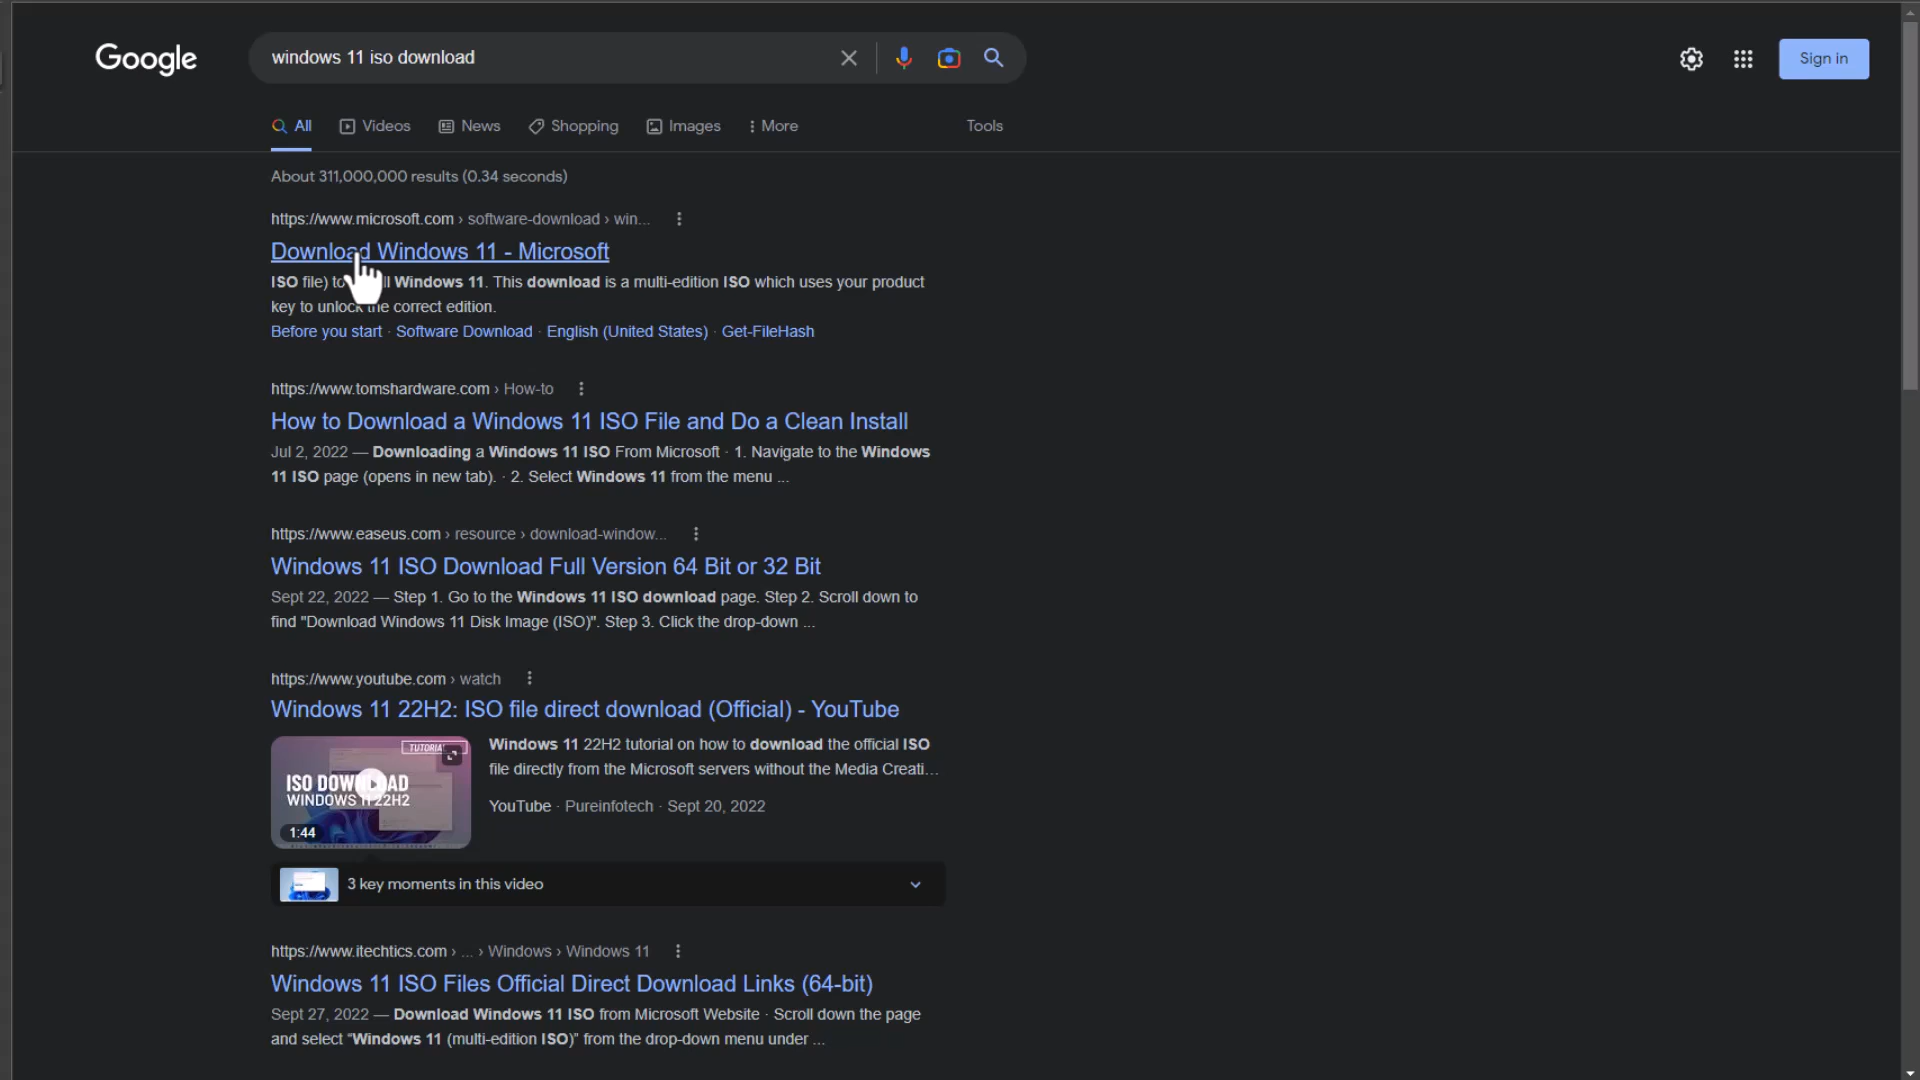 Google
windows 11 iso download
Sign in
All
Videos
News
Shopping
Images
More
Tools
About 311,000,000 results (0.34 seconds)
https://www.microsoft.com › software-download › win...
Download Windows 11 - Microsoft
ISO file) to ll Windows 11. This download is a multi-edition ISO which uses your product
key to unlock the correct edition.
Before you start · Software Download · English (United States) · Get-FileHash
https://www.tomshardware.com › How-to
How to Download a Windows 11 ISO File and Do a Clean Install
Jul 2, 2022 — Downloading a Windows 11 ISO From Microsoft · 1. Navigate to the Windows
11 ISO page (opens in new tab). · 2. Select Windows 11 from the menu ...
https://www.easeus.com › resource › download-window...
Windows 11 ISO Download Full Version 64 Bit or 32 Bit
Sept 22, 2022 — Step 1. Go to the Windows 11 ISO download page. Step 2. Scroll down to
find "Download Windows 11 Disk Image (ISO)". Step 3. Click the drop-down ...
https://www.youtube.com › watch
Windows 11 22H2: ISO file direct download (Official) - YouTube
TUTORIAL
ISO DOWNLOAD
WINDOWS 11 22H2
1:44
Windows 11 22H2 tutorial on how to download the official ISO
file directly from the Microsoft servers without the Media Creati...
YouTube · Pureinfotech · Sept 20, 2022
3 key moments in this video
https://www.itechtics.com › ... › Windows › Windows 11
Windows 11 ISO Files Official Direct Download Links (64-bit)
Sept 27, 2022 — Download Windows 11 ISO from Microsoft Website · Scroll down the page
and select "Windows 11 (multi-edition ISO)" from the drop-down menu under ...